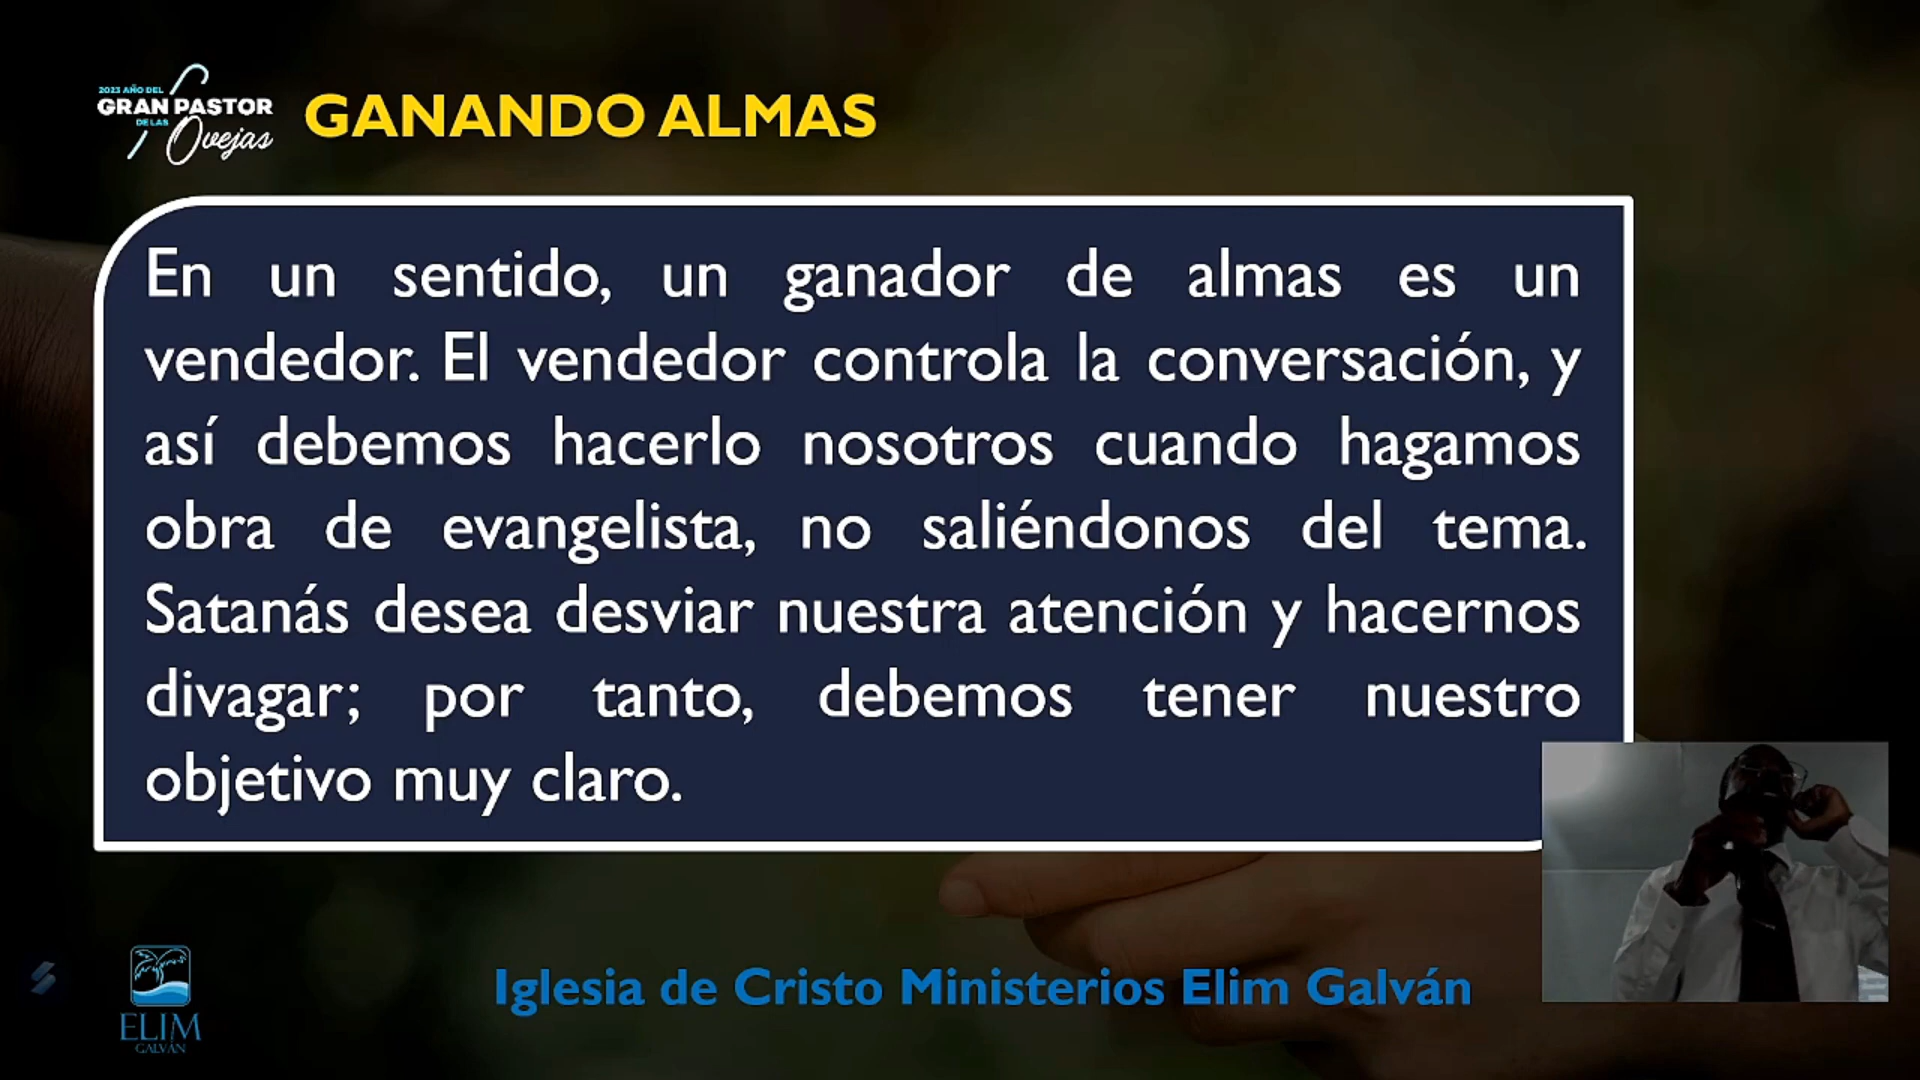 2023 AÑO DEL
GRAN PASTOR
DE LAS
Ovejas
GANANDO ALMAS
En un sentido, un ganador de almas es un
vendedor. El vendedor controla la conversación, y
así debemos hacerlo nosotros cuando hagamos
obra de evangelista, no saliéndonos del tema.
Satanás desea desviar nuestra atención y hacernos
divagar; por tanto, debemos tener nuestro
objetivo muy claro.
Iglesia de Cristo Ministerios Elim Galván
ELIM
GALVÁN